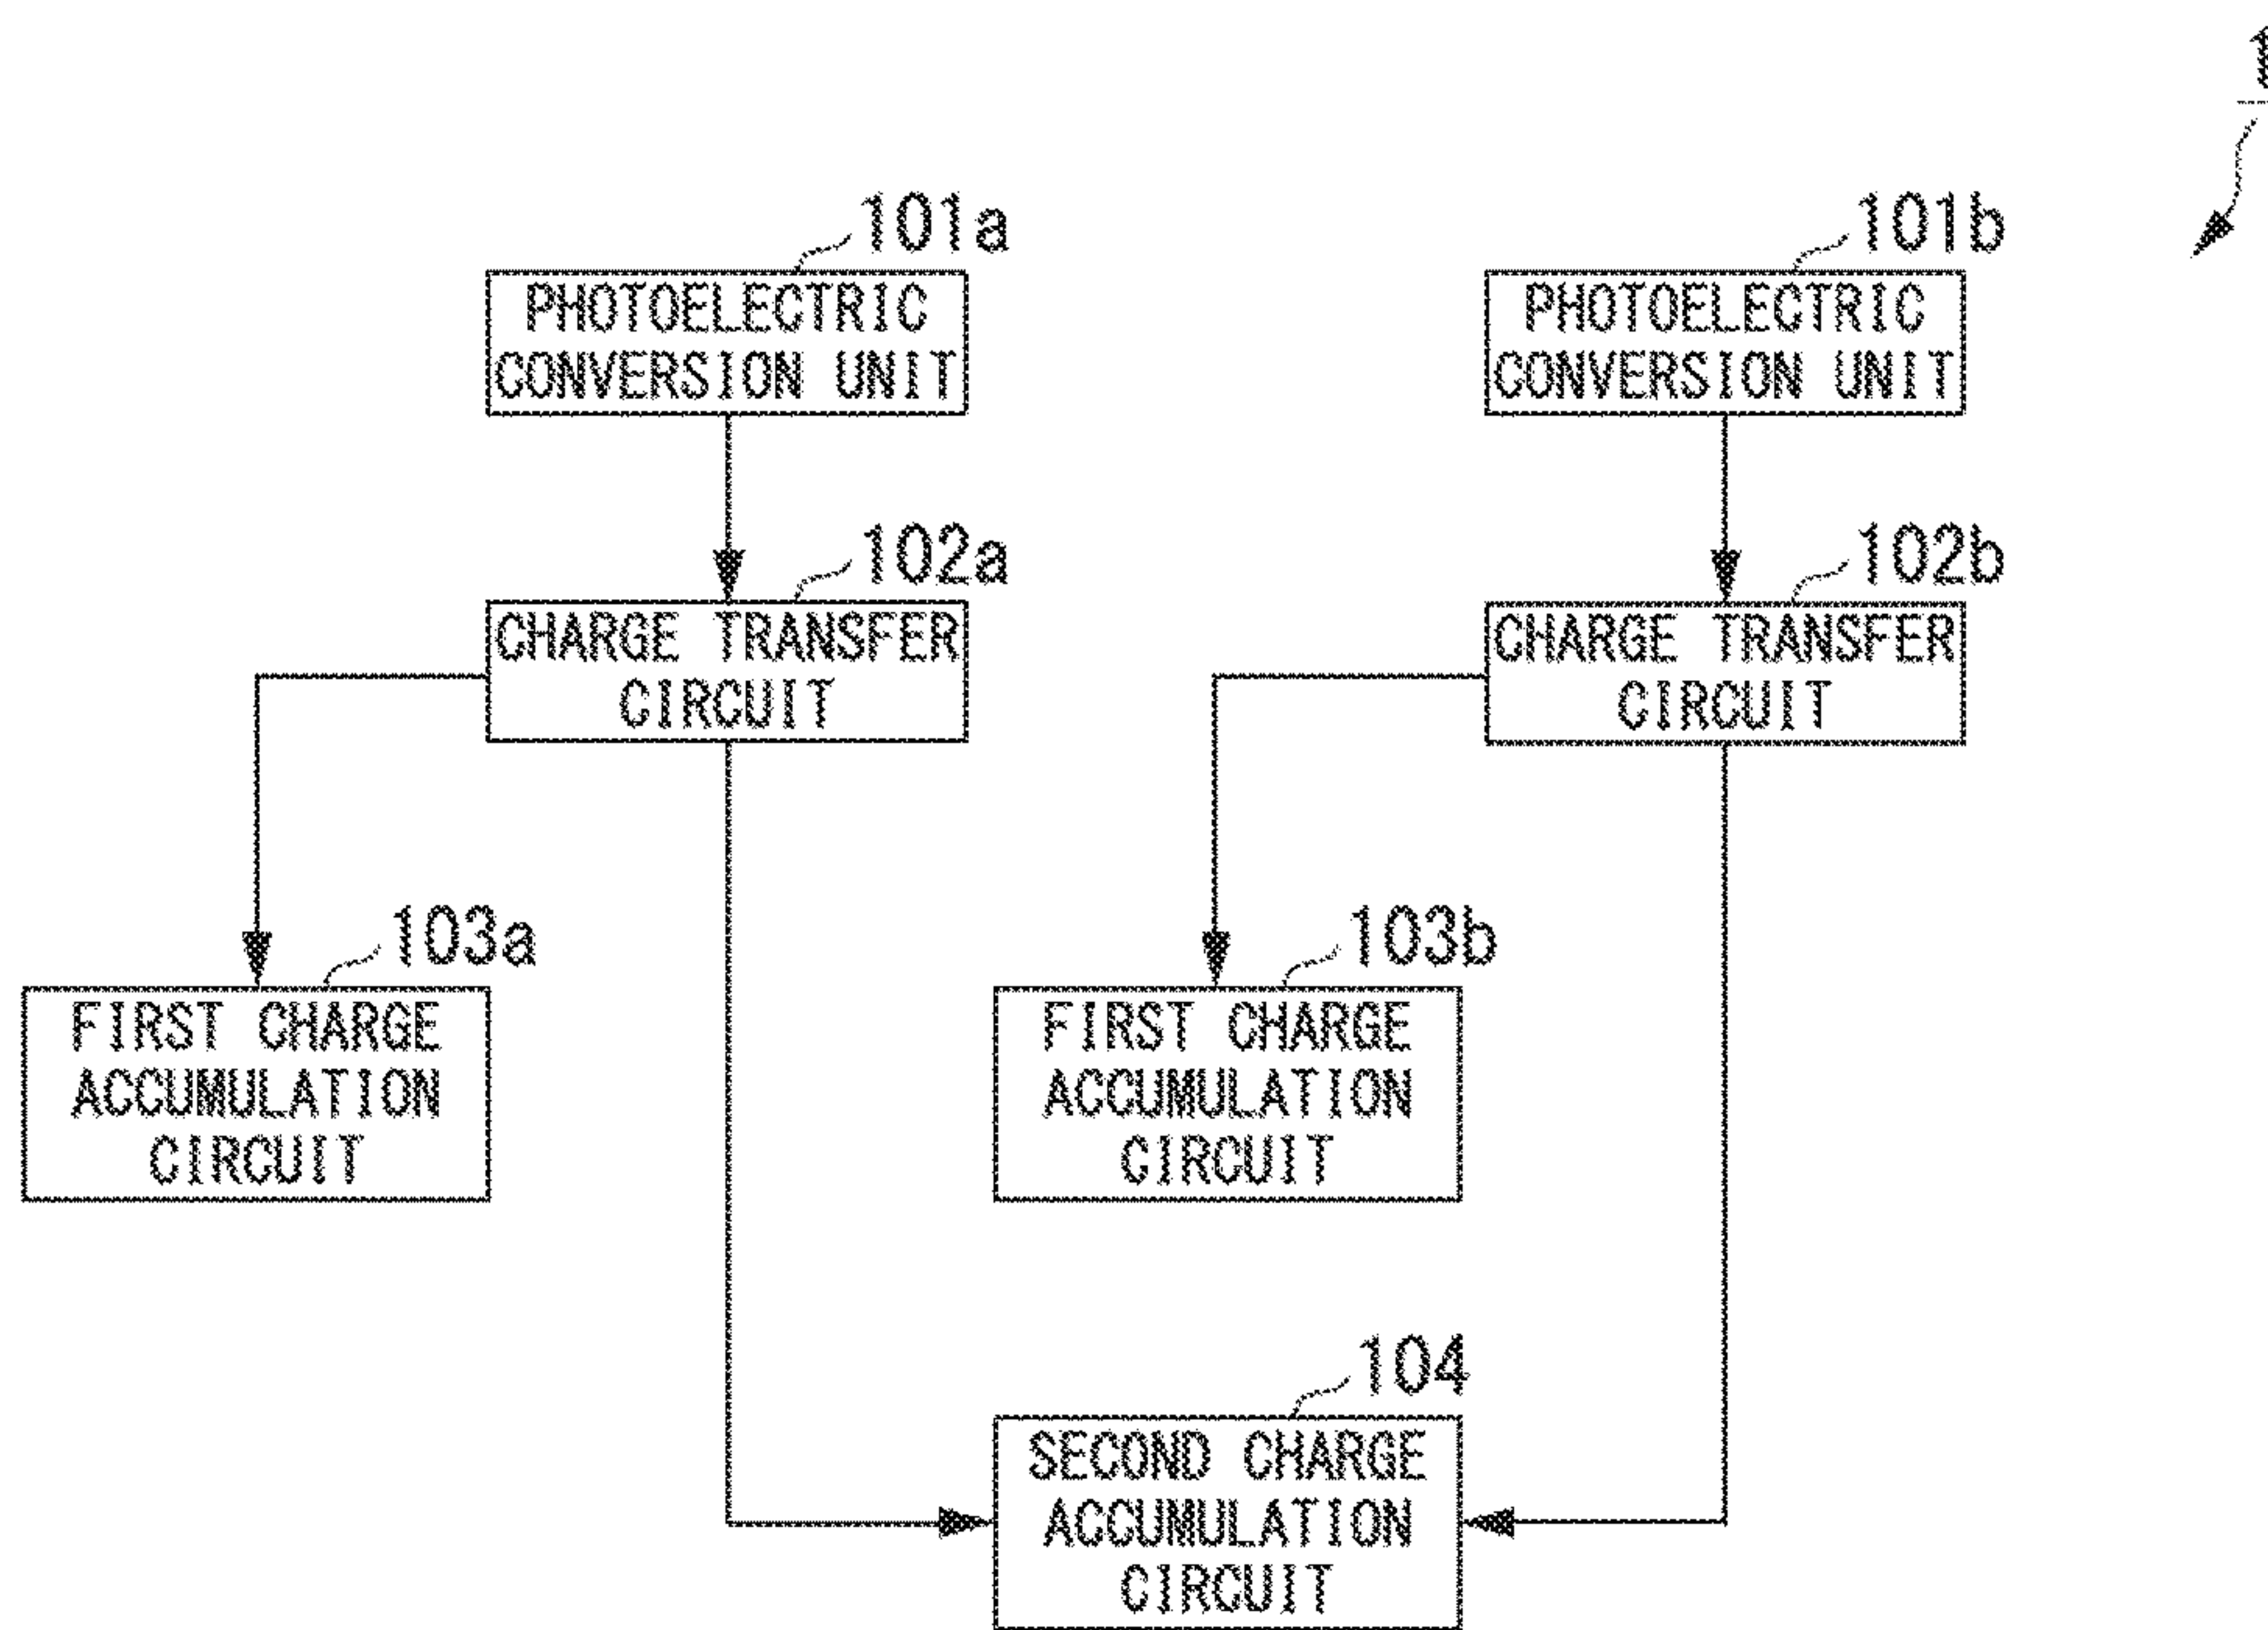 1
101a
101b
PHOTOELECTRIC
CONVERSION UNIT
PHOTOELECTRIC
CONVERSION UNIT
102a
102b
CHARGE TRANSFER
CIRCUIT
CHARGE TRANSFER
CIRCUIT
103a
103b
FIRST CHARGE
ACCUMULATION
CIRCUIT
FIRST CHARGE
ACCUMULATION
CIRCUIT
104
SECOND CHARGE
ACCUMULATION
CIRCUIT